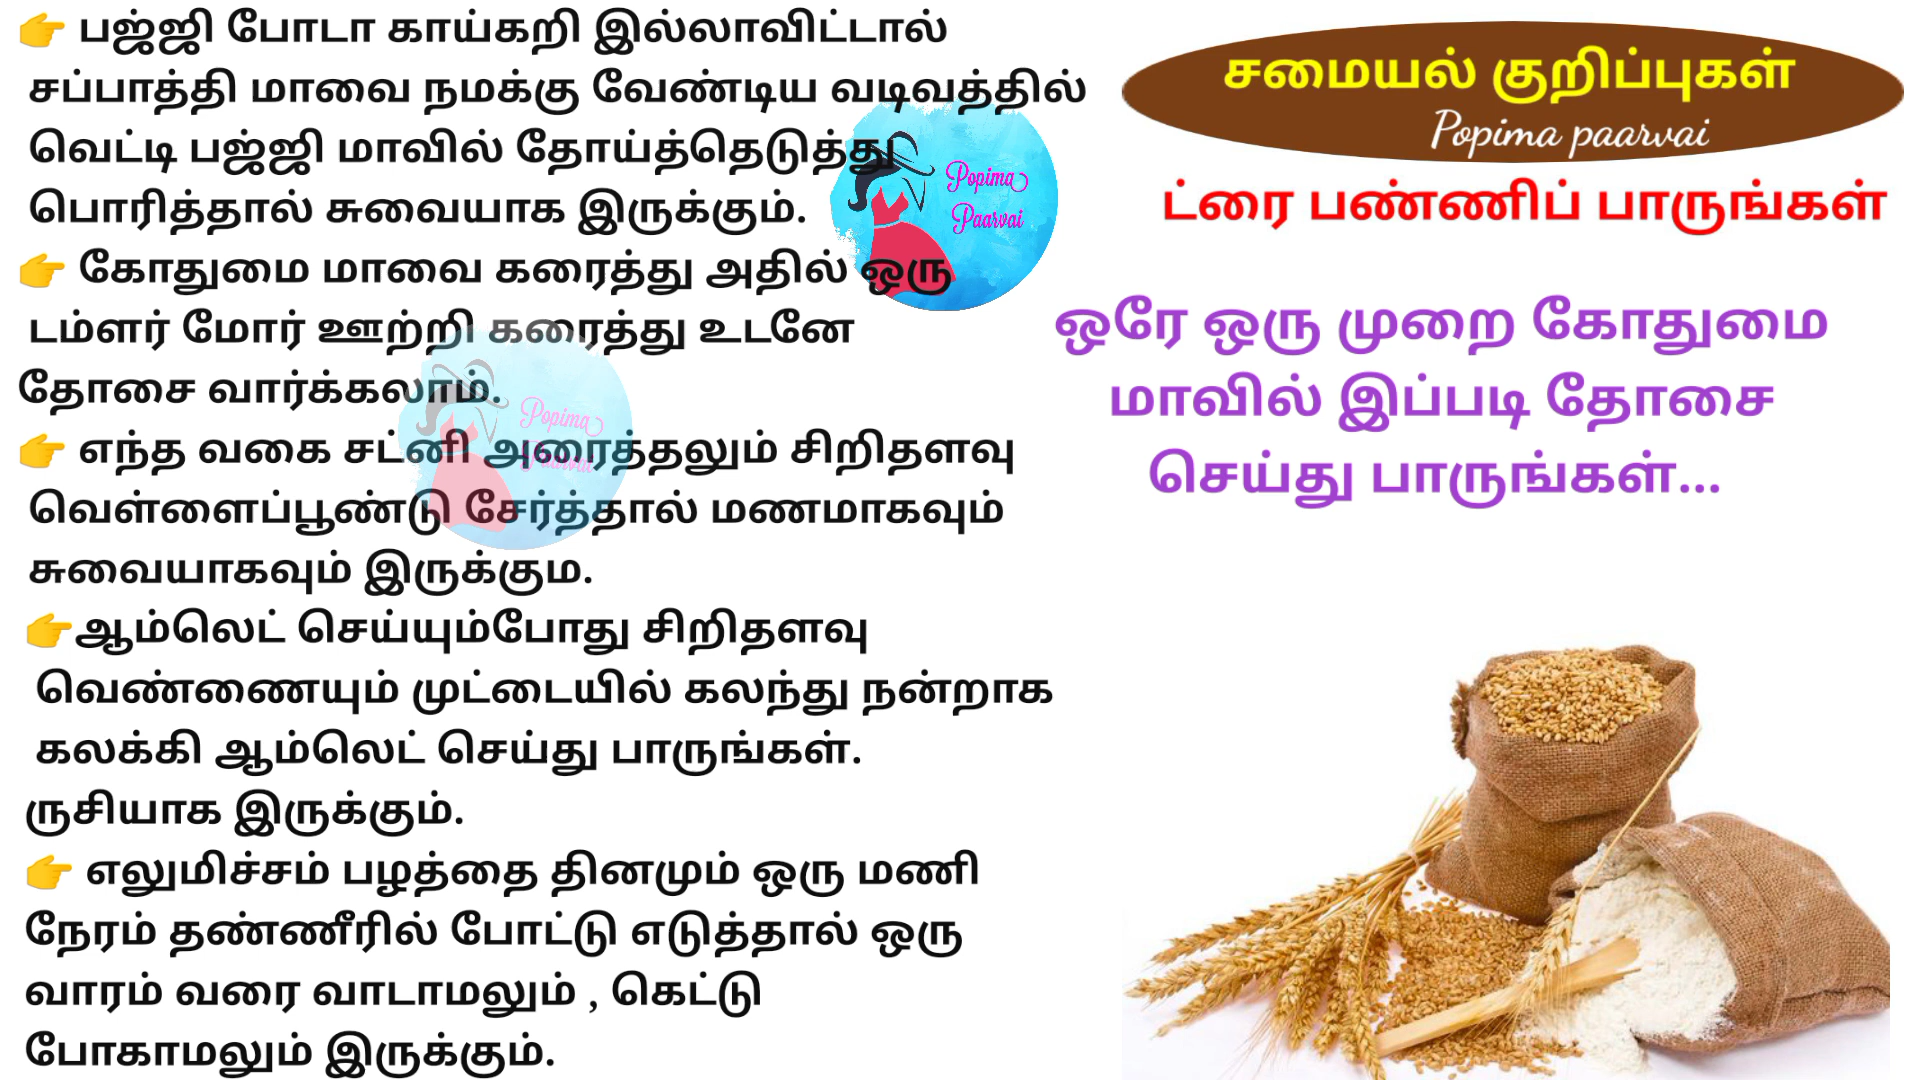 👉 பஜ்ஜி போடா காய்கறி இல்லாவிட்டால்
சப்பாத்தி மாவை நமக்கு வேண்டிய வடிவத்தில்
வெட்டி பஜ்ஜி மாவில் தோய்த்தெடுத்து
பொரித்தால் சுவையாக இருக்கும்.
👉 கோதுமை மாவை கரைத்து அதில் ஒரு
டம்ளர் மோர் ஊற்றி கரைத்து உடனே
தோசை வார்க்கலாம்.
👉 எந்த வகை சட்னி அரைத்தலும் சிறிதளவு
வெள்ளைப்பூண்டு சேர்த்தால் மணமாகவும்
சுவையாகவும் இருக்கும.
👉ஆம்லெட் செய்யும்போது சிறிதளவு
வெண்ணையும் முட்டையில் கலந்து நன்றாக
கலக்கி ஆம்லெட் செய்து பாருங்கள்.
ருசியாக இருக்கும்.
👉 எலுமிச்சம் பழத்தை தினமும் ஒரு மணி
நேரம் தண்ணீரில் போட்டு எடுத்தால் ஒரு
வாரம் வரை வாடாமலும் , கெட்டு
போகாமலும் இருக்கும்.
Popima
Paarvai
Popima
Paarvai
சமையல் குறிப்புகள்
Popima paarvai
ட்ரை பண்ணிப் பாருங்கள்
ஒரே ஒரு முறை கோதுமை
மாவில் இப்படி தோசை
செய்து பாருங்கள்...